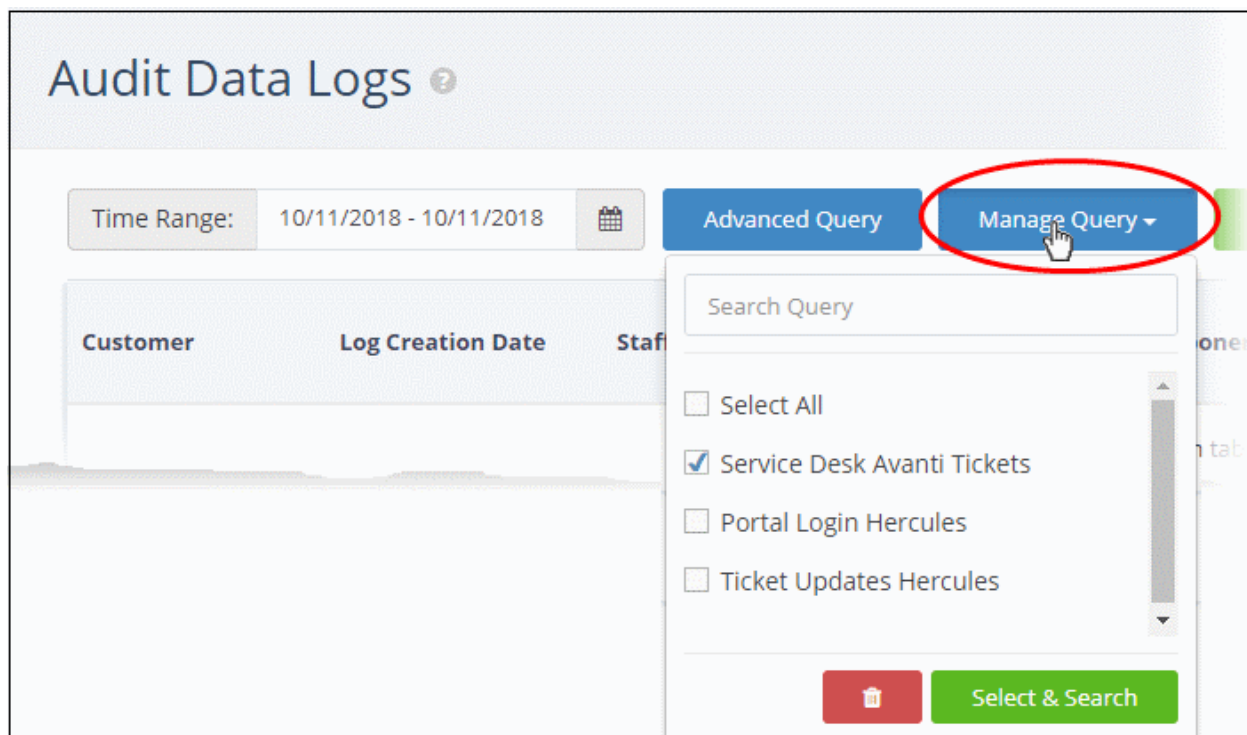 Audit Data Logs
Time Range: 10/11/2018 - 10/11/2018 Advanced Query Manage Query
Search Query
Customer Log Creation Date
Select All
Service Desk Avanti Tickets
Portal Login Hercules
Ticket Updates Hercules
Select & Search